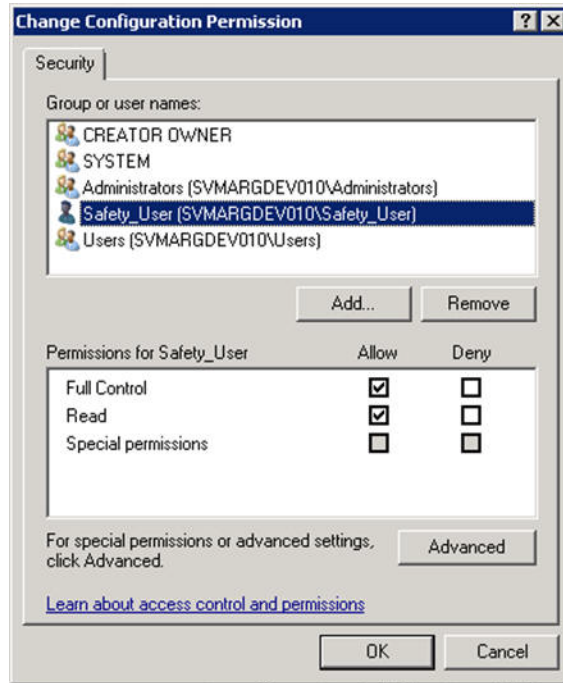 Change Configuration Permission
Security
Group or user names:
CREATOR OWNER
SYSTEM
Administrators (SVMARGDEV010\Administrators)
Safety_User (SVMARGDEV010\Safety_User)
Users (SVMARGDEV010\Users)
Add... Remove
Permissions for Safety_User Allow Deny
Full Control
Read
Special permissions
For special permissions or advanced settings,
click Advanced.
Advanced
Learn about access control and permissions
OK Cancel